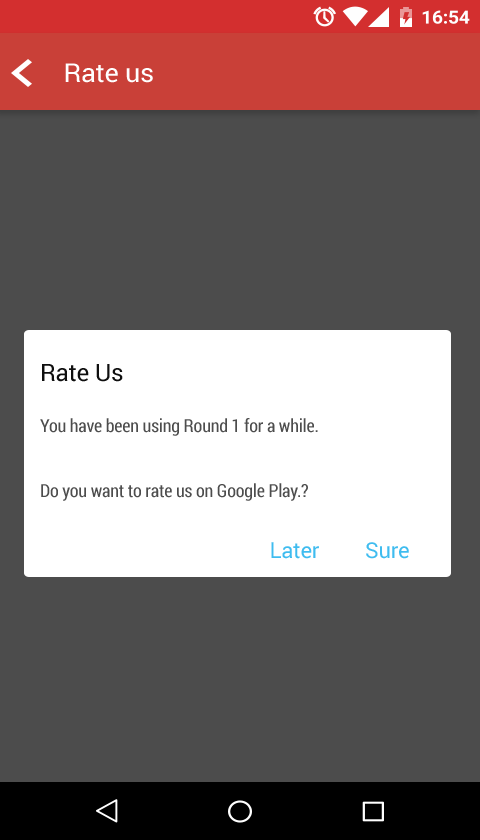 16:54
Rate us
Rate Us
You have been using Round 1 for a while.
Do you want to rate us on Google Play.?
Later Sure